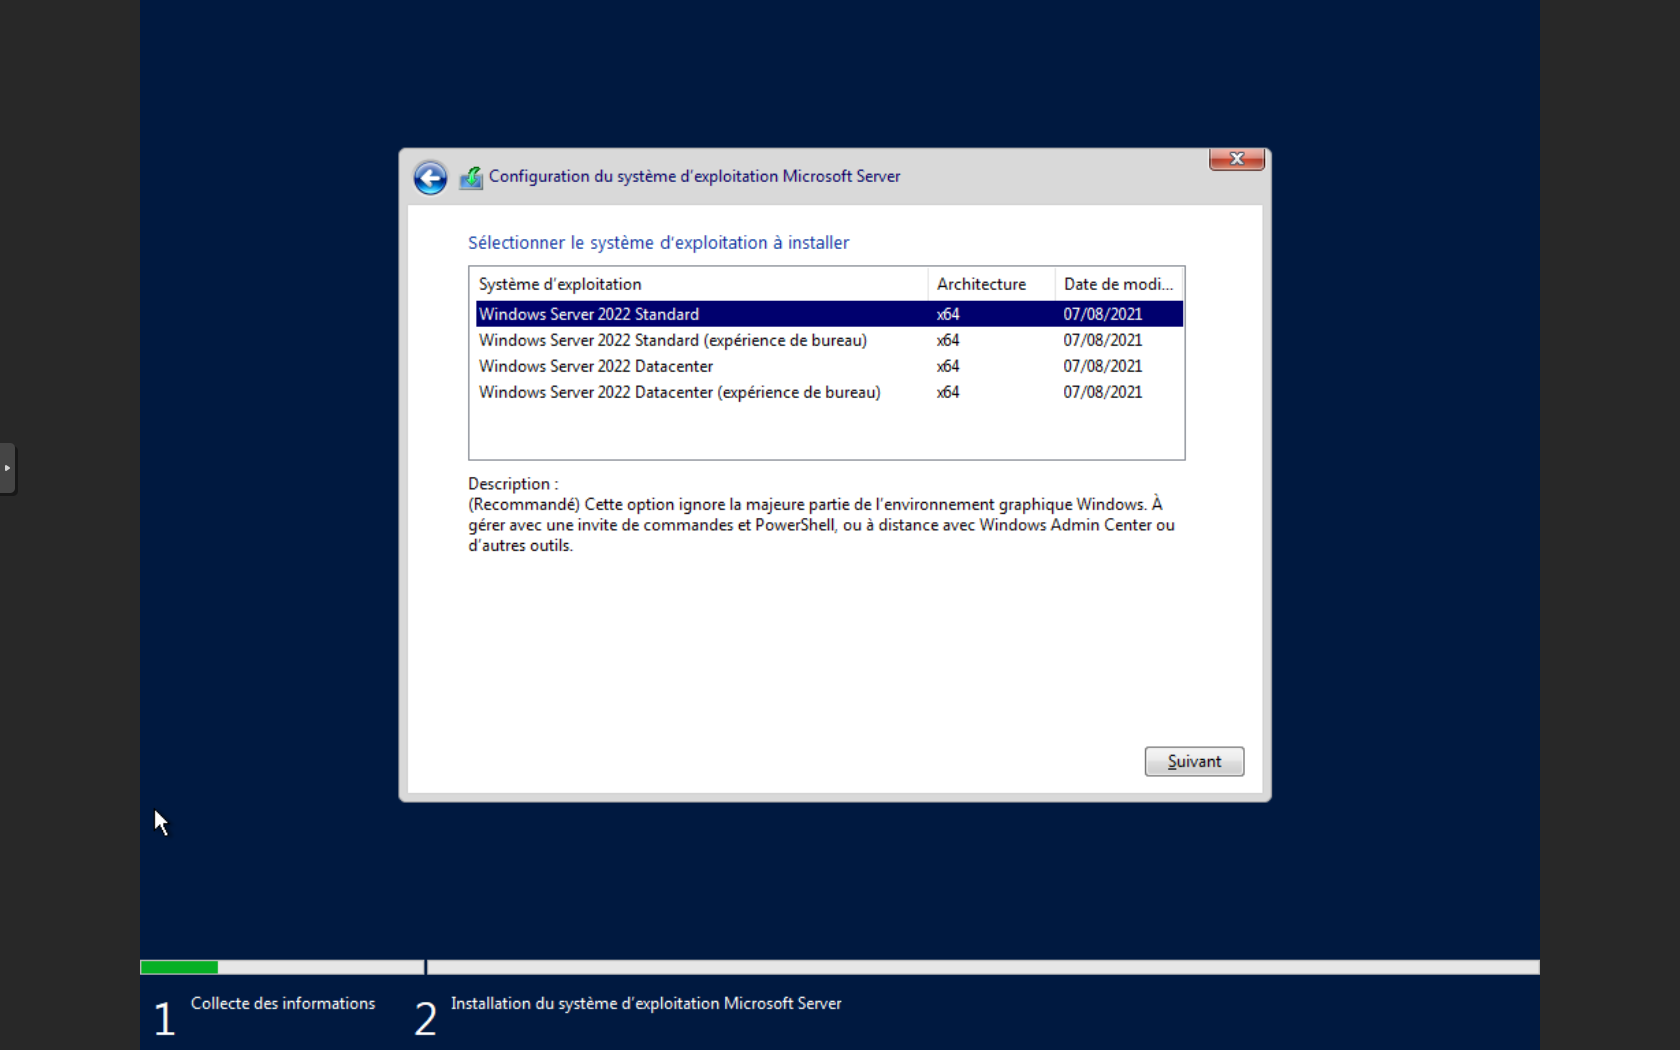 X
Configuration du système d'exploitation Microsoft Server
Sélectionner le système d'exploitation à installer
Système d'exploitation Architecture Date de modi...
Windows Server 2022 Standard x64 07/08/2021
Windows Server 2022 Standard (expérience de bureau) x64 07/08/2021
Windows Server 2022 Datacenter x64 07/08/2021
Windows Server 2022 Datacenter (expérience de bureau) x64 07/08/2021
Description :
(Recommandé) Cette option ignore la majeure partie de l'environnement graphique Windows. À
gérer avec une invite de commandes et PowerShell, ou à distance avec Windows Admin Center ou
d'autres outils.
Suivant
1 Collecte des informations 2 Installation du système d'exploitation Microsoft Server